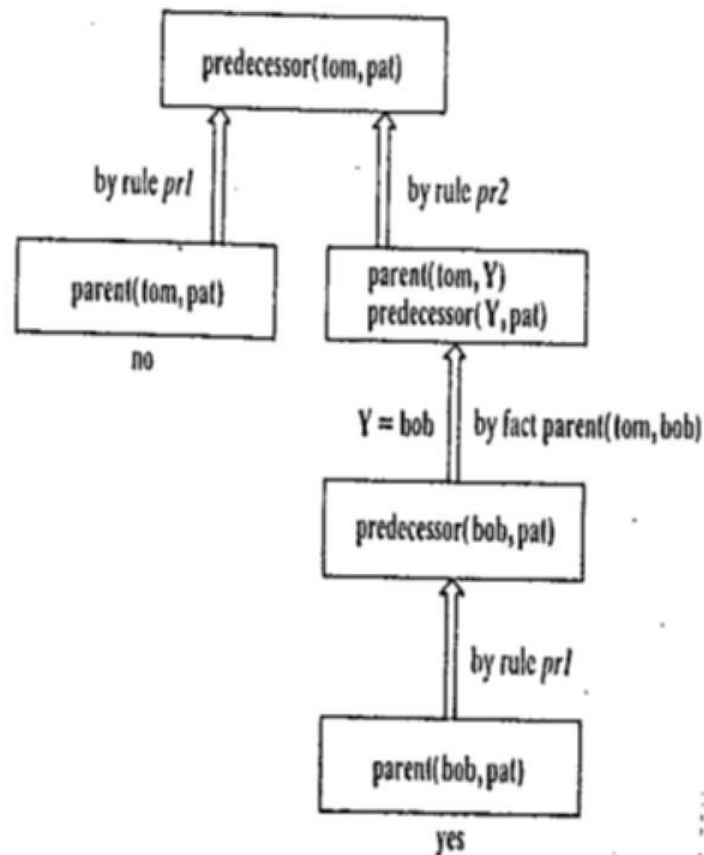 predecessor(tom,pat)
by rule pr1
by rule pr2
parent(tom,pat)
no
parent(tom,Y)
predecessor(Y,pat)
Y = bob
by fact parent(tom,bob)
predecessor(bob,pat)
by rule pr1
parent(bob,pat)
yes